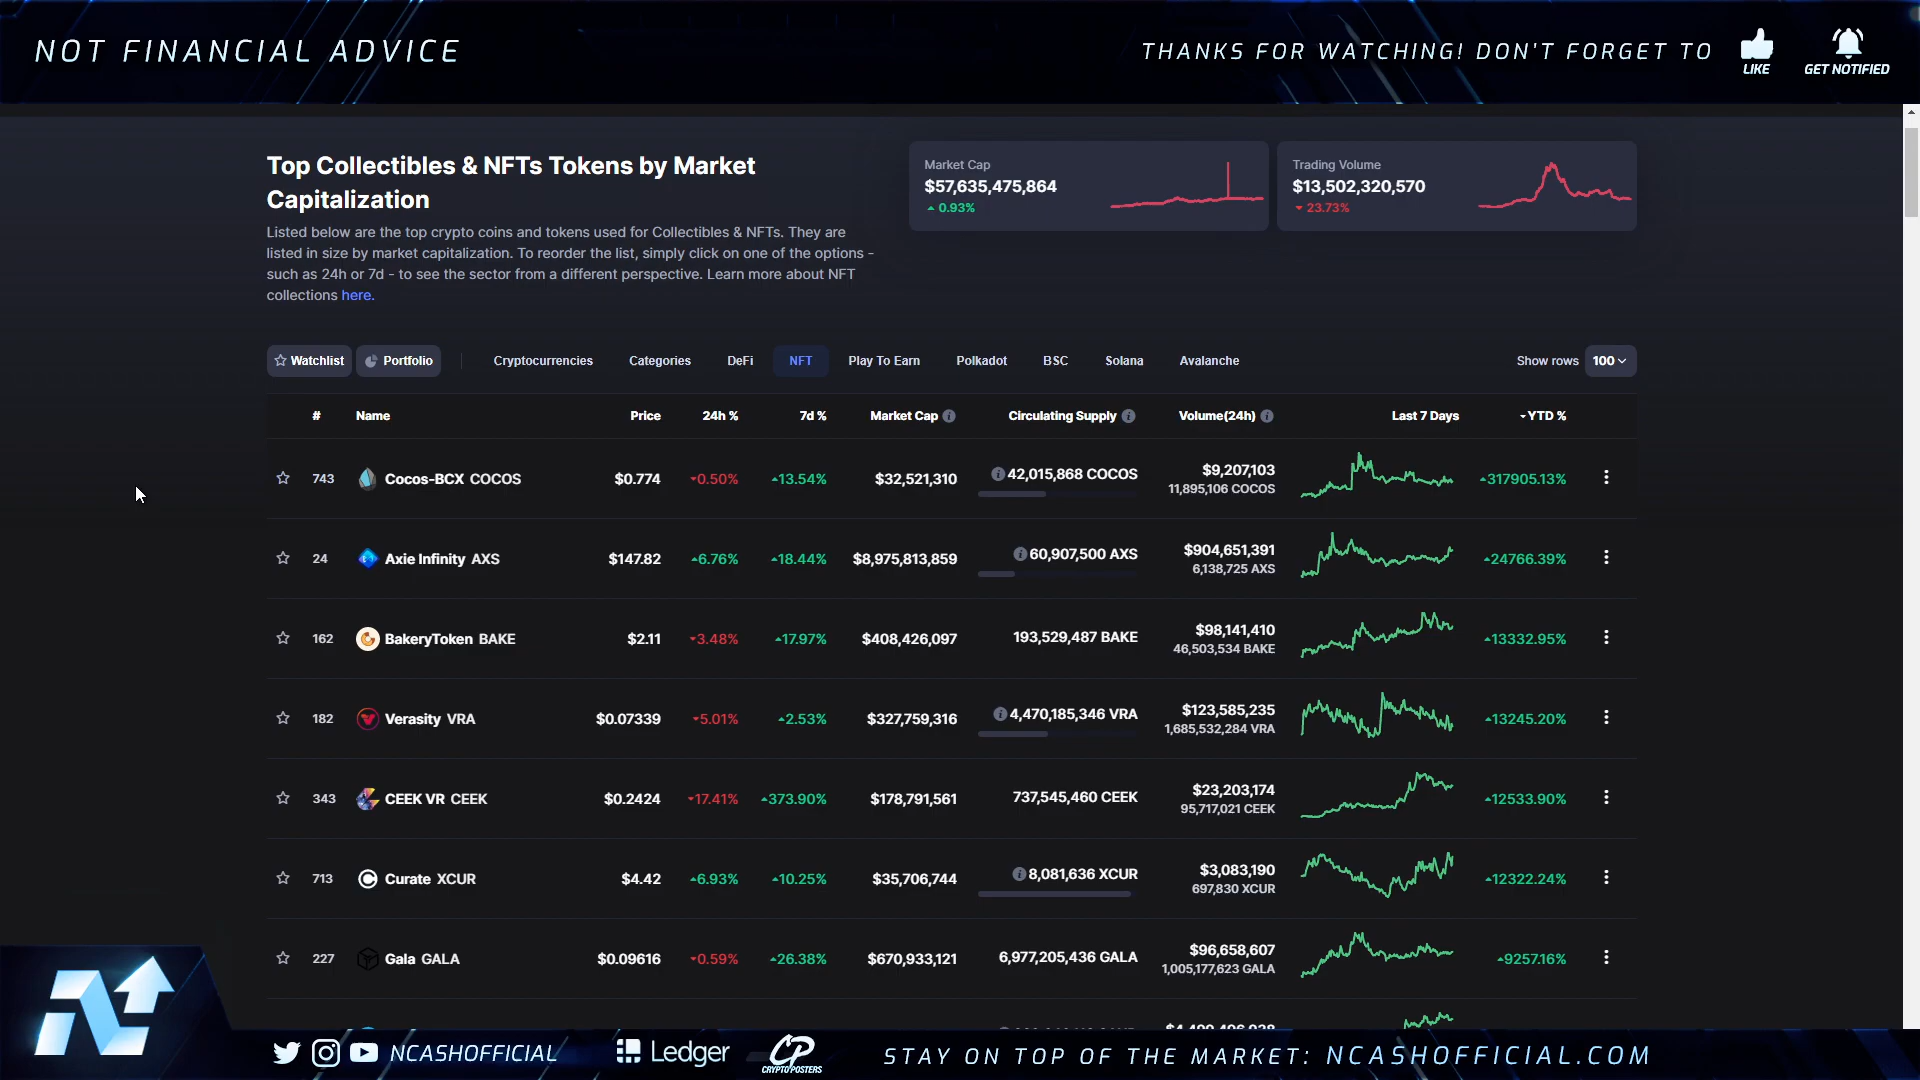 NOT FINANCIAL ADVICE
THANKS FOR WATCHING! DON'T FORGET TO
LIKE
GET NOTIFIED
Top Collectibles & NFTs Tokens by Market
Capitalization
Listed below are the top crypto coins and tokens used for Collectibles & NFTs. They are
listed in size by market capitalization. To reorder the list, simply click on one of the options -
such as 24h or 7d - to see the sector from a different perspective. Learn more about NFT
collections here.
Market Cap
$57,635,475,864
0.93%
Trading Volume
$13,502,320,570
23.73%
Watchlist Portfolio Cryptocurrencies Categories DeFi NFT Play To Earn Polkadot BSC Solana Avalanche Show rows 100
# Name Price 24h % 7d % Market Cap Circulating Supply Volume(24h) Last 7 Days YTD %
743 Cocos-BCX COCOS $0.774 0.50% 13.54% $32,521,310 42,015,868 COCOS $9,207,103 317905.13%
11,895,106 COCOS
24 Axie Infinity AXS $147.82 6.76% 18.44% $8,975,813,859 60,907,500 AXS $904,651,391 24766.39%
6,138,725 AXS
162 BakeryToken BAKE $2.11 3.48% 17.97% $408,426,097 193,529,487 BAKE $98,141,410 13332.95%
46,503,534 BAKE
182 Verasity VRA $0.07339 5.01% 2.53% $327,759,316 4,470,185,346 VRA $123,585,235 13245.20%
1,685,532,284 VRA
343 CEEK VR CEEK $0.2424 17.41% 373.90% $178,791,561 737,545,460 CEEK $23,203,174 12533.90%
95,717,021 CEEK
713 Curate XCUR $4.42 6.93% 10.25% $35,706,744 8,081,636 XCUR $3,083,190 12322.24%
697,830 XCUR
227 Gala GALA $0.09616 0.59% 26.38% $670,933,121 6,977,205,436 GALA $96,658,607 9257.16%
1,005,177,623 GALA
NCASHOFFICIAL
Ledger
CP
CRYPTO POSTERS
STAY ON TOP OF THE MARKET: NCASHOFFICIAL.COM